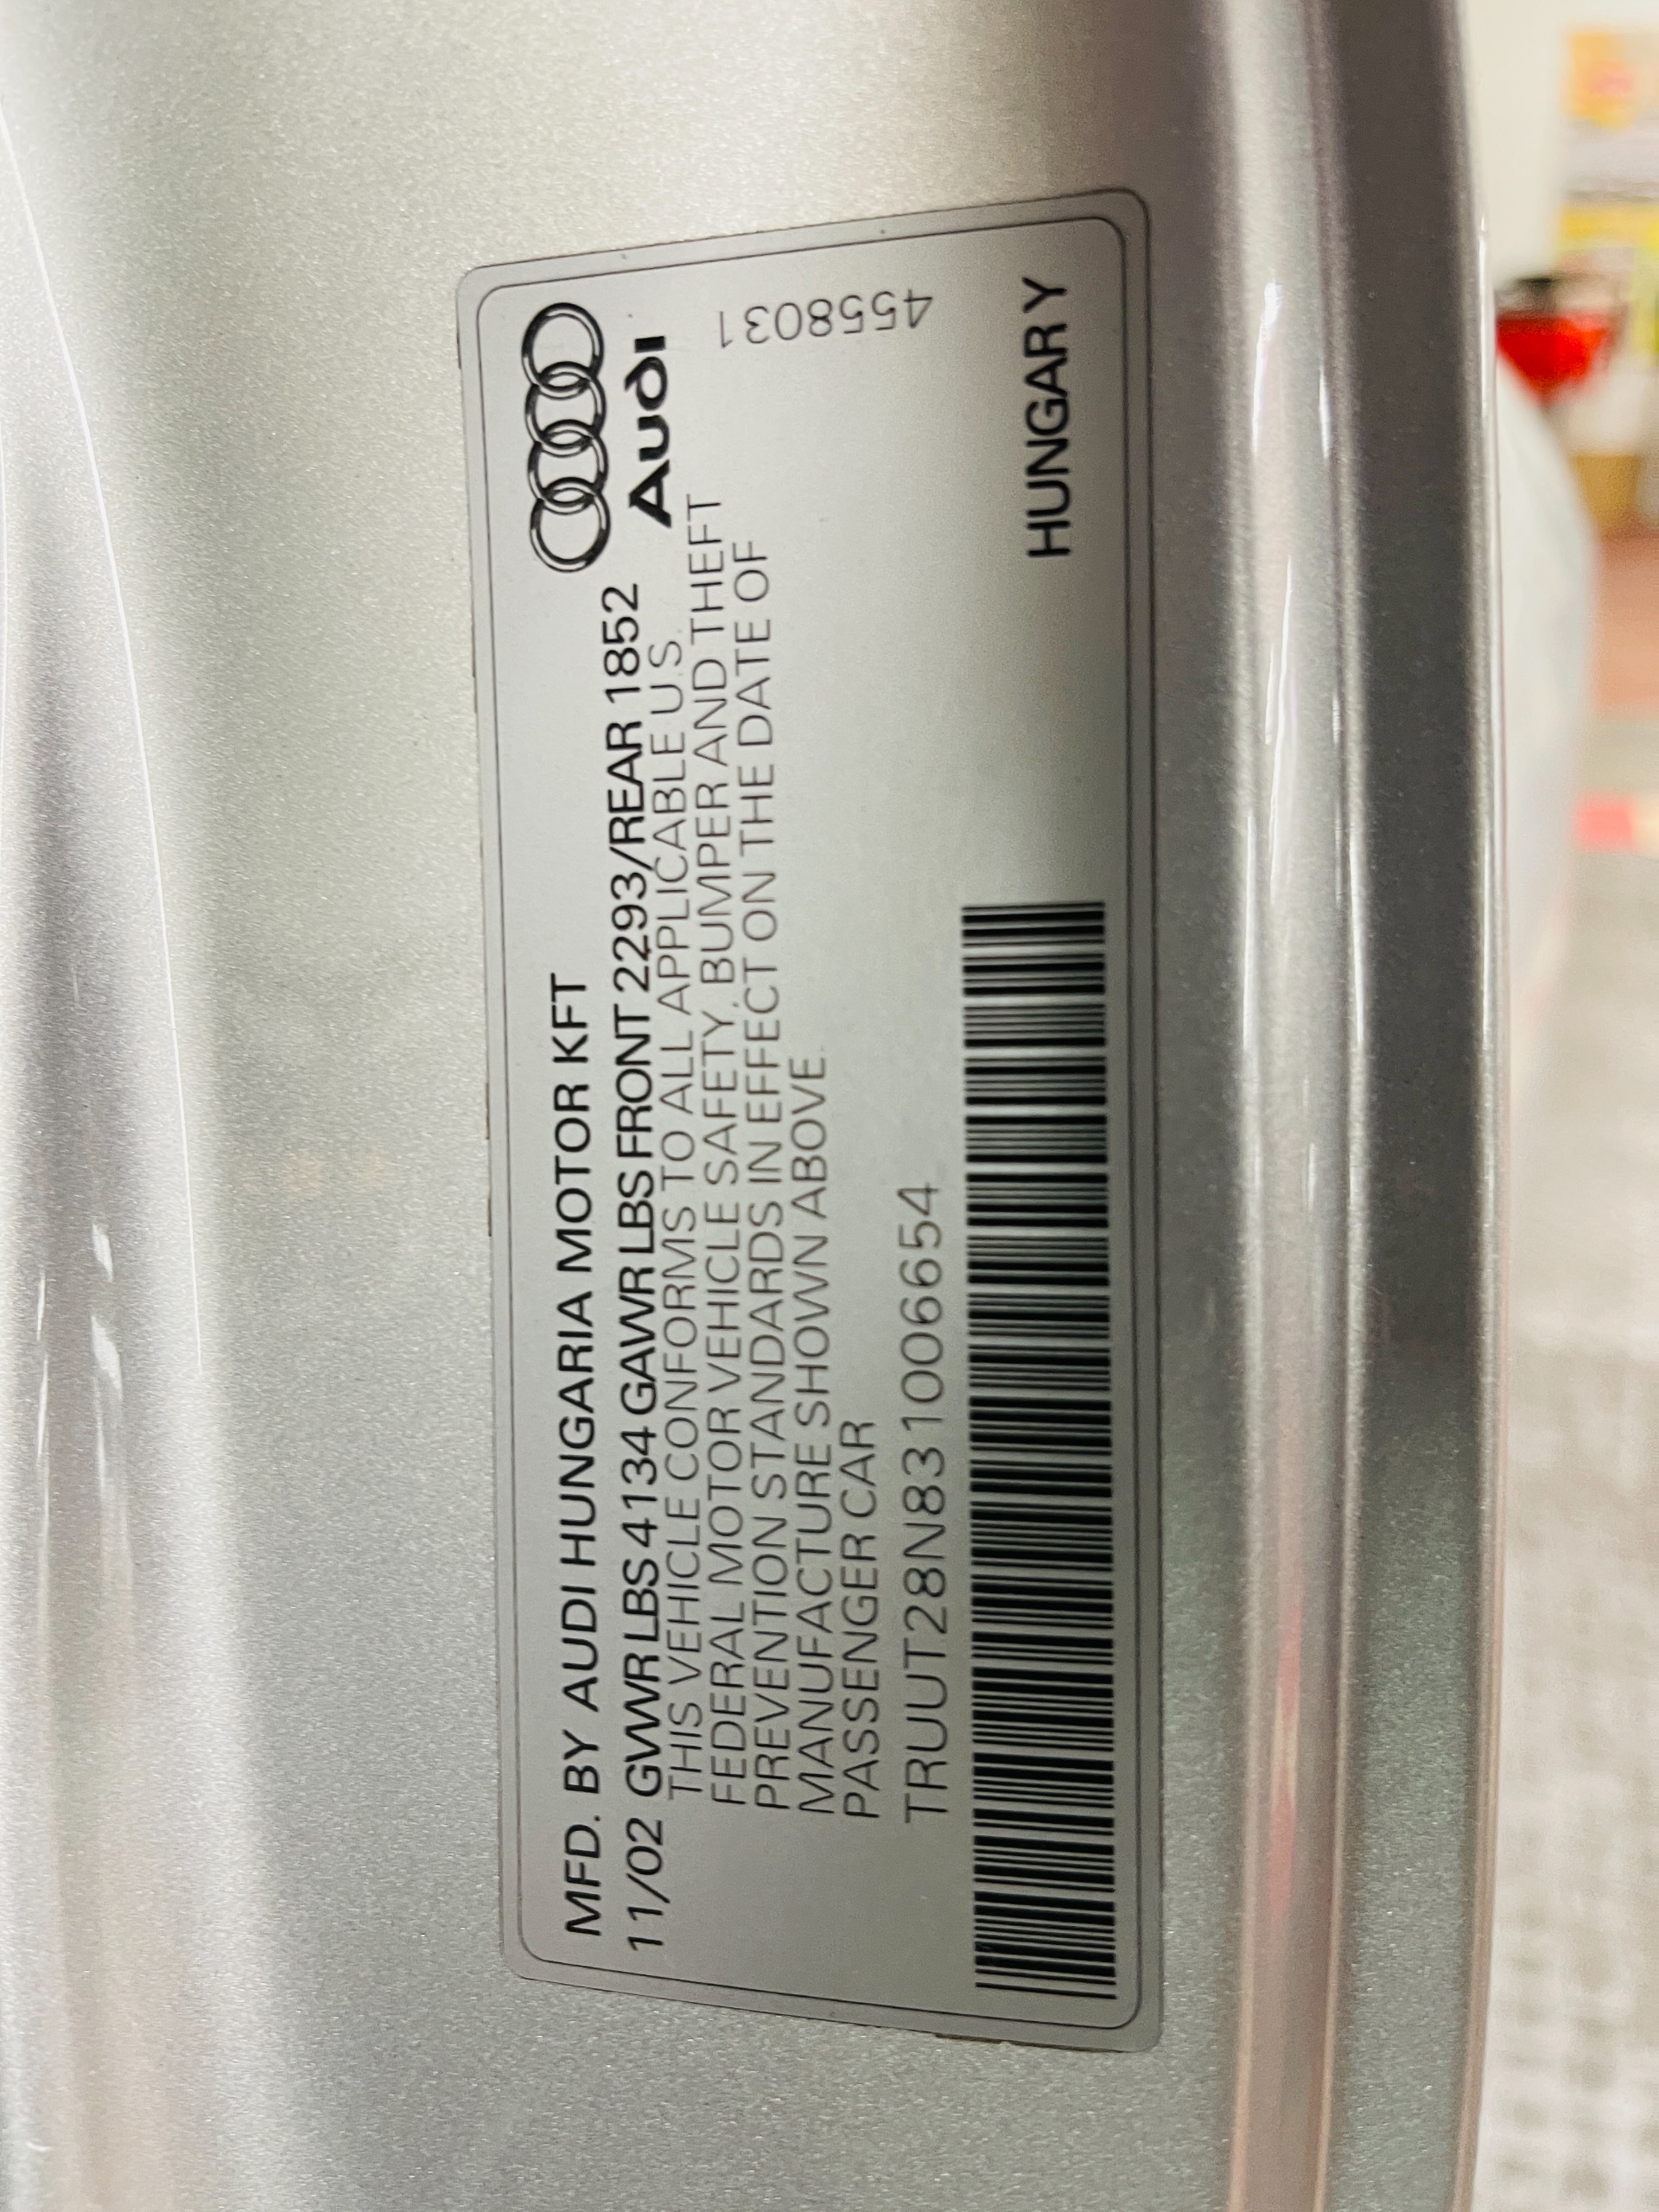 MFD. BY AUDI HUNGARIA MOTOR KFT
11/02 GVWR LBS 4134 GAWR LBS FRONT 2293/REAR 1852
Audi
THIS VEHICLE CONFORMS TO ALL APPLICABLE U.S.
FEDERAL MOTOR VEHICLE SAFETY, BUMPER AND THEFT
PREVENTION STANDARDS IN EFFECT ON THE DATE OF
MANUFACTURE SHOWN ABOVE.
PASSENGER CAR
4558031
TRUUT28N831006654
HUNGARY